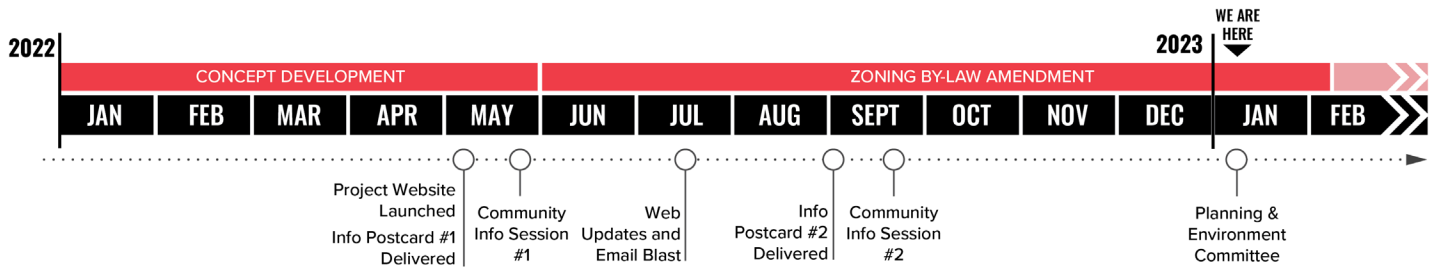 WE ARE
HERE
2022
2023
CONCEPT DEVELOPMENT
ZONING BY-LAW AMENDMENT
JAN
FEB
MAR
APR
MAY
JUN
JUL
AUG
SEPT
OCT
NOV
DEC
JAN
FEB
Project Website
Launched
Info Postcard #1
Delivered
Community
Info Session
#1
Web
Updates and
Email Blast
Info
Postcard #2
Delivered
Community
Info Session
#2
Planning &
Environment
Committee